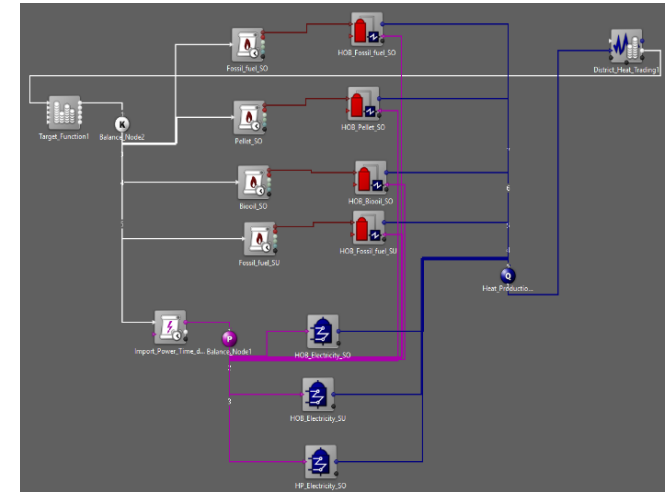 Fossil_fuel_SO
HOB_Fossil_fuel_SO
District_Heat_Trading1
Target_Function1
K
Balance_Node2
Pellet_SO
HOB_Pellet_SO
Biooil_SO
HOB_Biooil_SO
Fossil_fuel_SU
HOB_Fossil_fuel_SU
Q
Heat_Productio...
Import_Power_Time_d...
P
Balance_Node1
HOB_Electricity_SO
HOB_Electricity_SU
HP_Electricity_SO